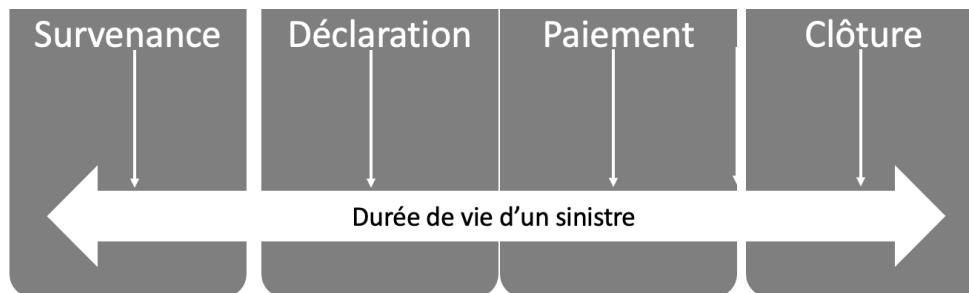 Survenance
Déclaration
Paiement
Clôture
Durée de vie d'un sinistre